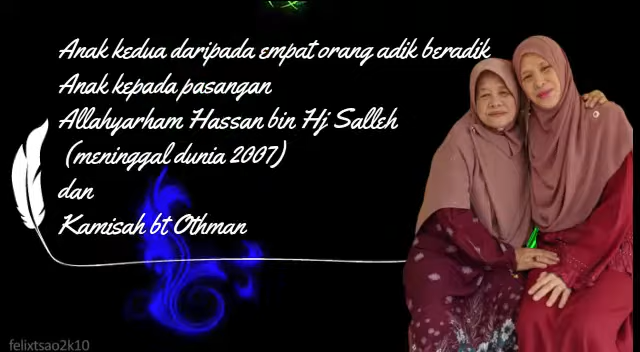 Anak kedua daripada empat orang adik beradik
Anak kepada pasangan
Allahyarham Hassan bin Hj Salleh
(meninggal dunia 2007)
dan
Kamisah bt Othman
felixtsao2k10